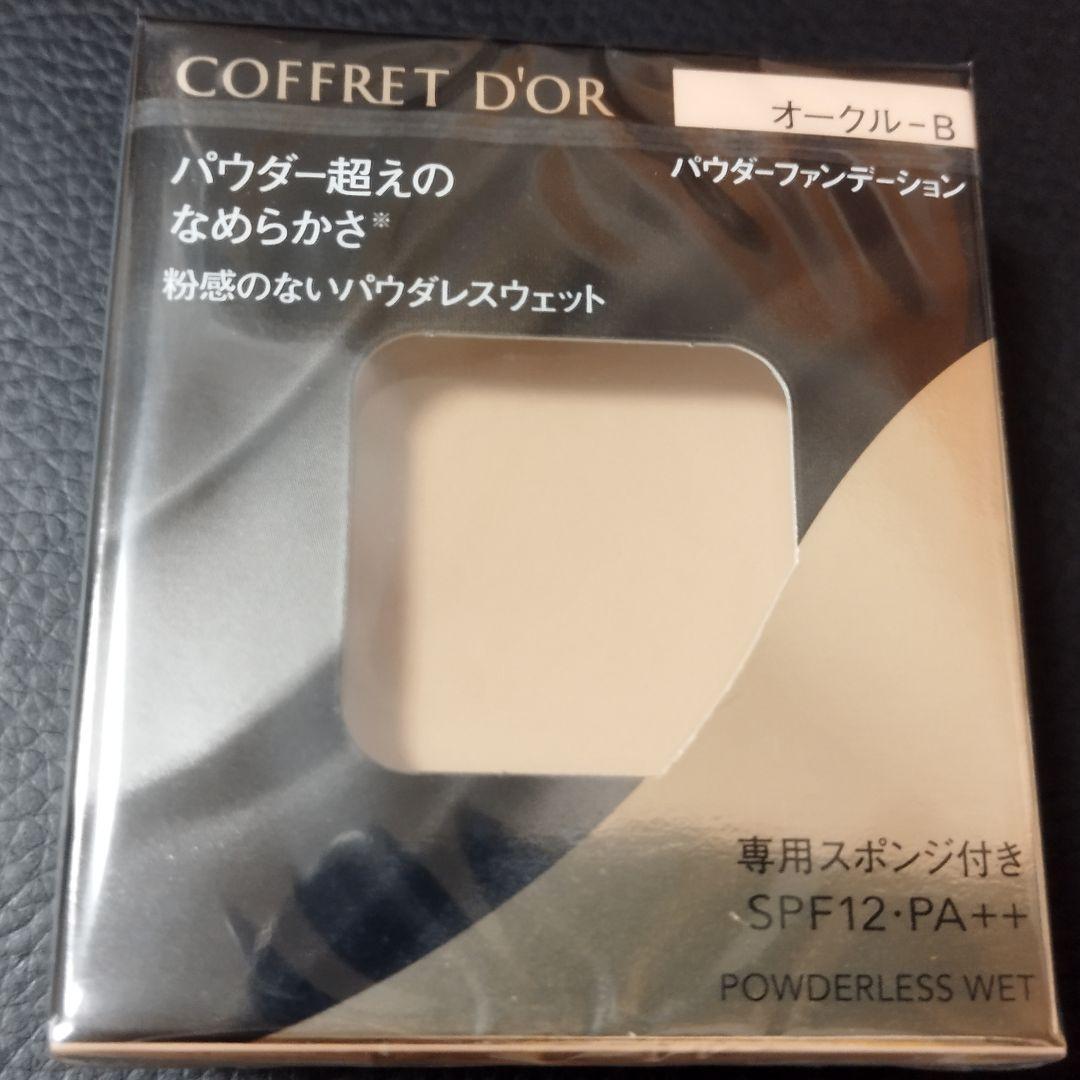 COFFRET D'OR
オークル-B
パウダーファンデーション
パウダー超えの
なめらかさ※
粉感のないパウダレスウェット
専用スポンジ付き
SPF12・PA++
POWDERLESS WET